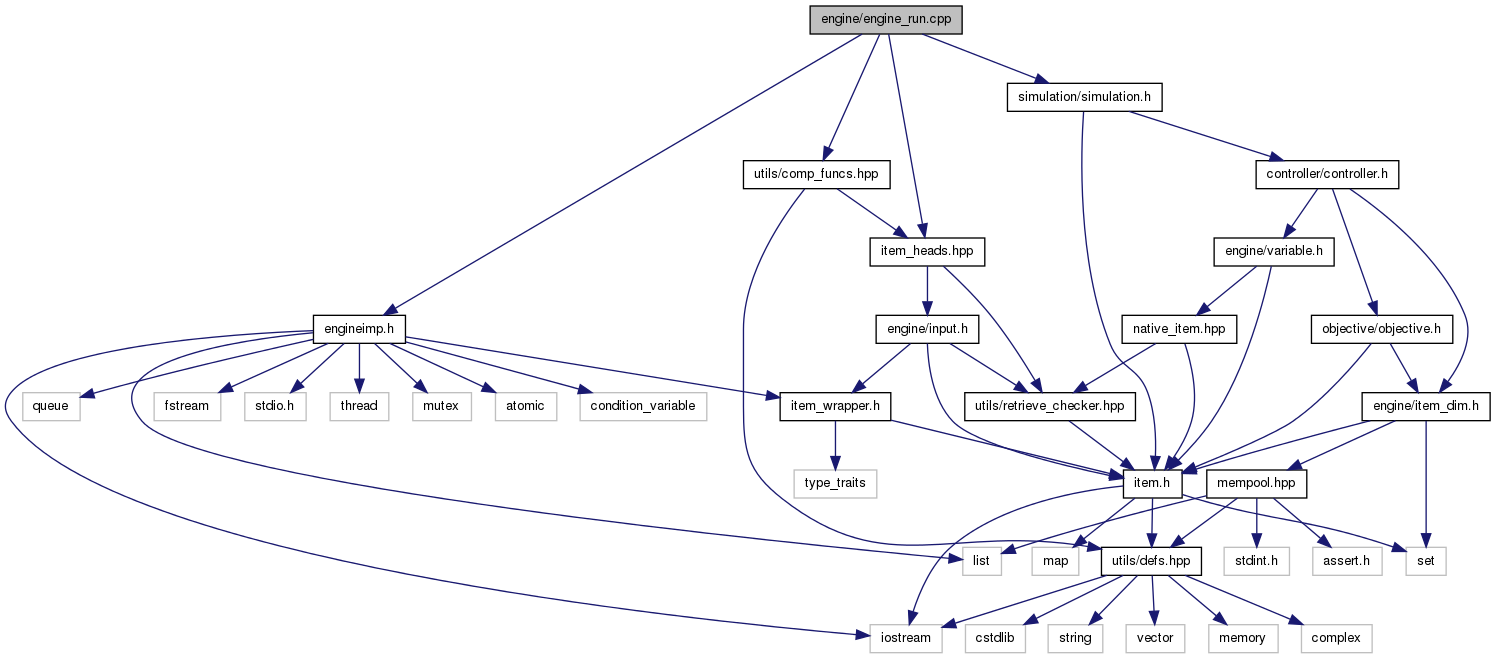 engine/engine_run.cpp
simulation/simulation.h
utils/comp_funcs.hpp
controller/controller.h
item_heads.hpp
engine/variable.h
engineimp.h
engine/input.h
native_item.hpp
objective/objective.h
queue
fstream
stdio.h
thread
mutex
atomic
condition_variable
item_wrapper.h
utils/retrieve_checker.hpp
engine/item_dim.h
type_traits
item.h
mempool.hpp
list
map
utils/defs.hpp
stdint.h
assert.h
set
iostream
cstdlib
string
vector
memory
complex